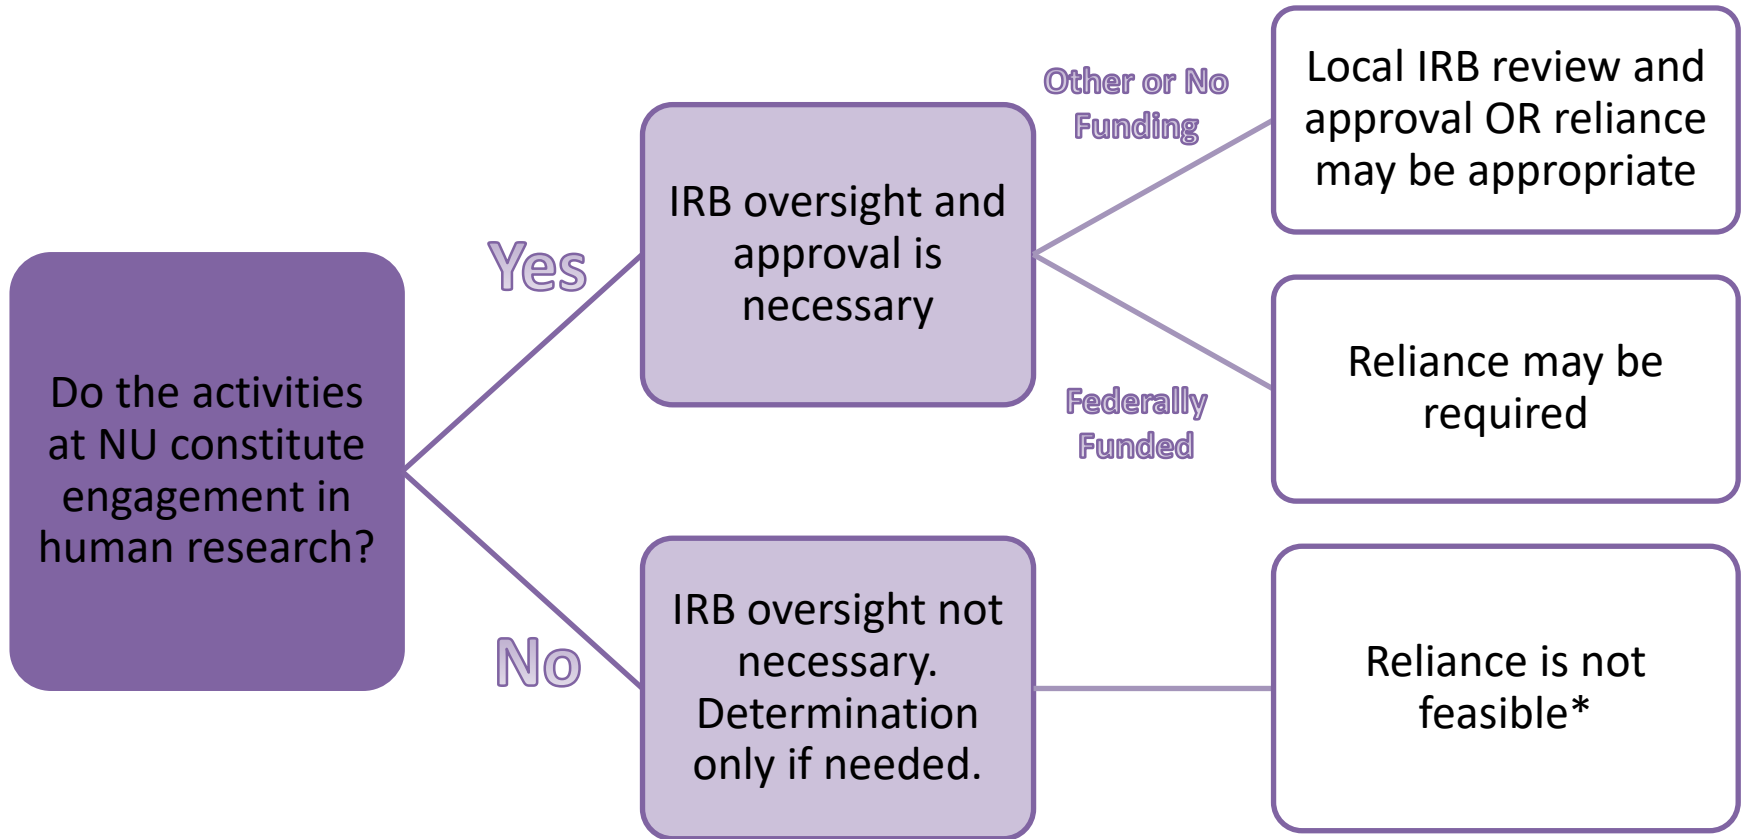 Do the activities
at NU constitute
engagement in
human research?
Yes
IRB oversight and
approval is
necessary
Other or No
Funding
Local IRB review and
approval OR reliance
may be appropriate
Federally
Funded
Reliance may be
required
No
IRB oversight not
necessary.
Determination
only if needed.
Reliance is not
feasible*